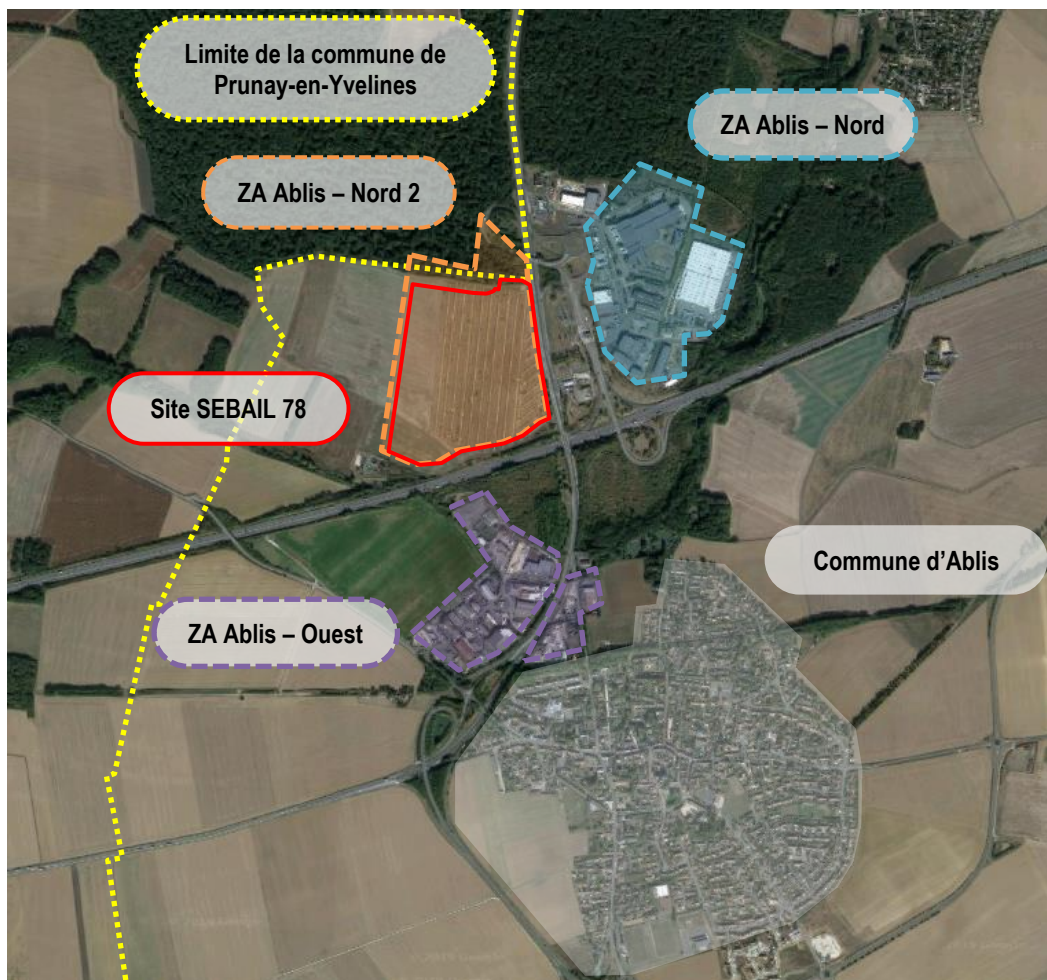 Limite de la commune de
Prunay-en-Yvelines
ZA Ablis – Nord
ZA Ablis – Nord 2
Site SEBAIL 78
Commune d’Ablis
ZA Ablis – Ouest